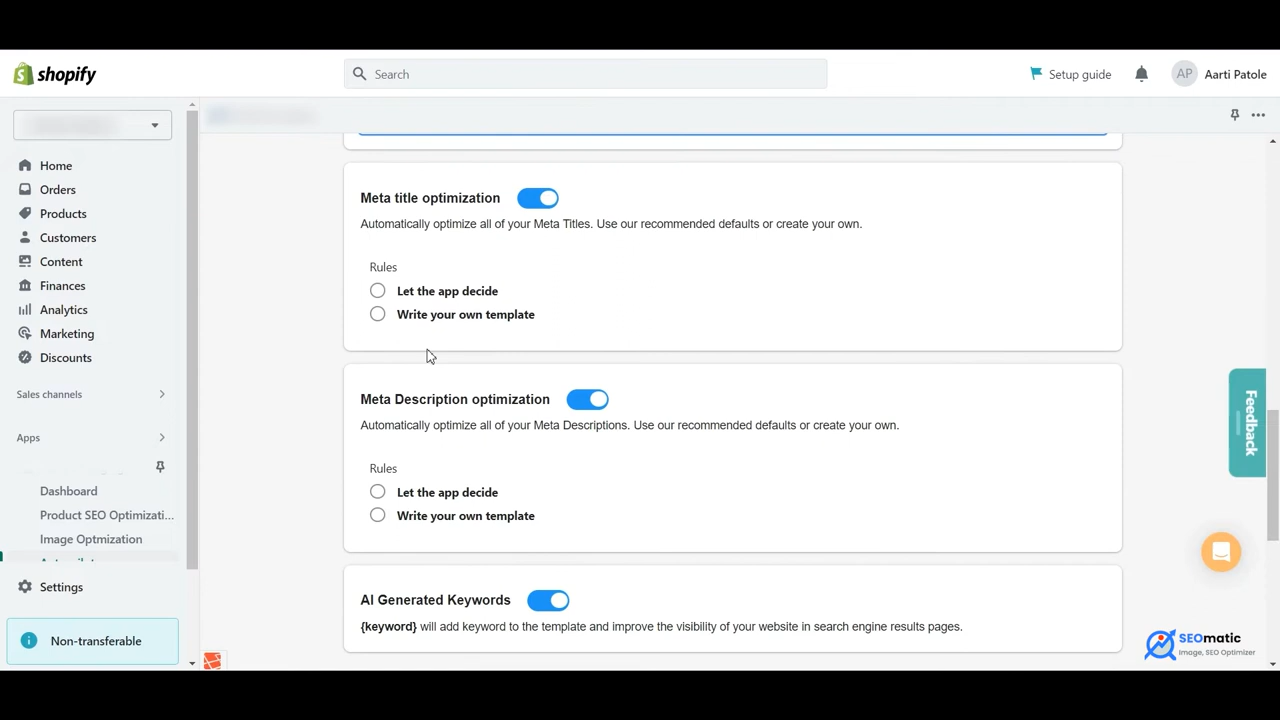 shopify
Search
Setup guide
AP
Aarti Patole
Home
Orders
Products
Customers
Content
Finances
Analytics
Marketing
Discounts
Sales channels
Apps
Dashboard
Product SEO Optimizati...
Image Optmization
Settings
Non-transferable
Meta title optimization
Automatically optimize all of your Meta Titles. Use our recommended defaults or create your own.
Rules
Let the app decide
Write your own template
Meta Description optimization
Automatically optimize all of your Meta Descriptions. Use our recommended defaults or create your own.
Rules
Let the app decide
Write your own template
AI Generated Keywords
{keyword} will add keyword to the template and improve the visibility of your website in search engine results pages.
Feedback
SEOmatic
Image, SEO Optimizer